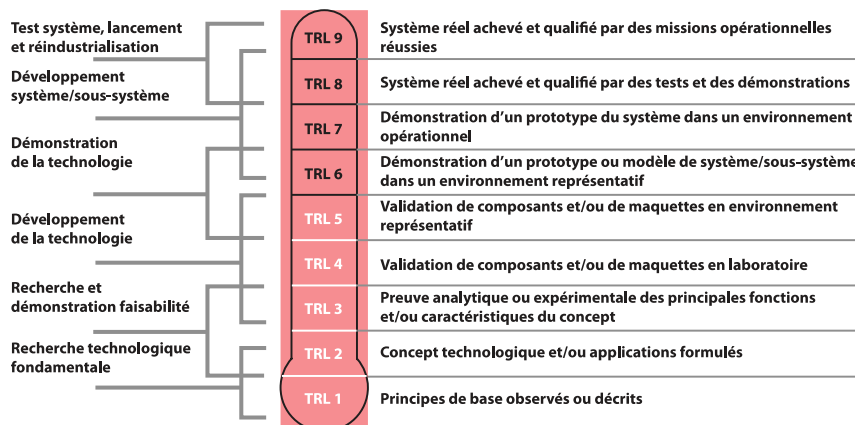 Test système, lancement
et réindustrialisation
Développement
système/sous-système
Démonstration
de la technologie
Développement
de la technologie
Recherche et
démonstration faisabilité
Recherche technologique
fondamentale
TRL 9
Système réel achevé et qualifié par des missions opérationnelles
réussies
TRL 8
Système réel achevé et qualifié par des tests et des démonstrations
TRL 7
Démonstration d’un prototype du système dans un environnement
opérationnel
TRL 6
Démonstration d’un prototype ou modèle de système/sous-système
dans un environnement représentatif
TRL 5
Validation de composants et/ou de maquettes en environnement
représentatif
TRL 4
Validation de composants et/ou de maquettes en laboratoire
TRL 3
Preuve analytique ou expérimentale des principales fonctions
et/ou caractéristiques du concept
TRL 2
Concept technologique et/ou applications formulés
TRL 1
Principes de base observés ou décrits